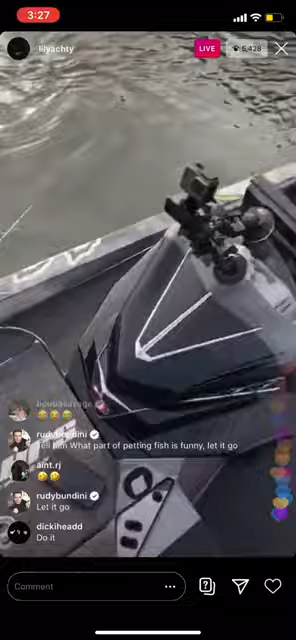 3:27
lilyachty
LIVE
5,428
rudybundini
Tell him What part of petting fish is funny, let it go
amt.rj
rudybundini
Let it go
dickiheadd
Do it
Comment